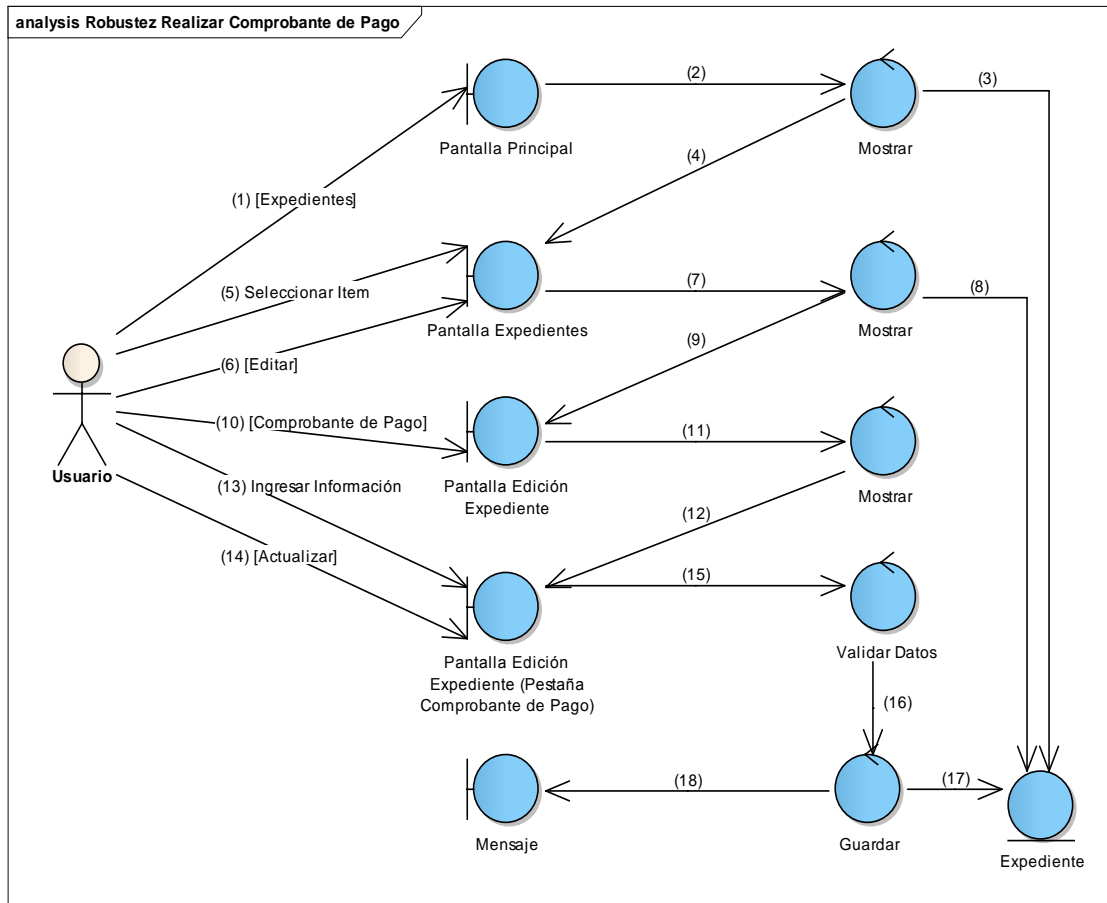 analysis Robustez Realizar Comprobante de Pago
(2)
(3)
Pantalla Principal
Mostrar
(4)
(1) [Expedientes]
(5) Seleccionar Item
(7)
(8)
Pantalla Expedientes
Mostrar
(9)
(6) [Editar]
(10) [Comprobante de Pago]
(11)
Usuario
(13) Ingresar Información
Pantalla Edición
Expediente
Mostrar
(12)
(14) [Actualizar]
(15)
Validar Datos
Pantalla Edición
Expediente (Pestaña
Comprobante de Pago)
(16)
(18)
(17)
Mensaje
Guardar
Expediente